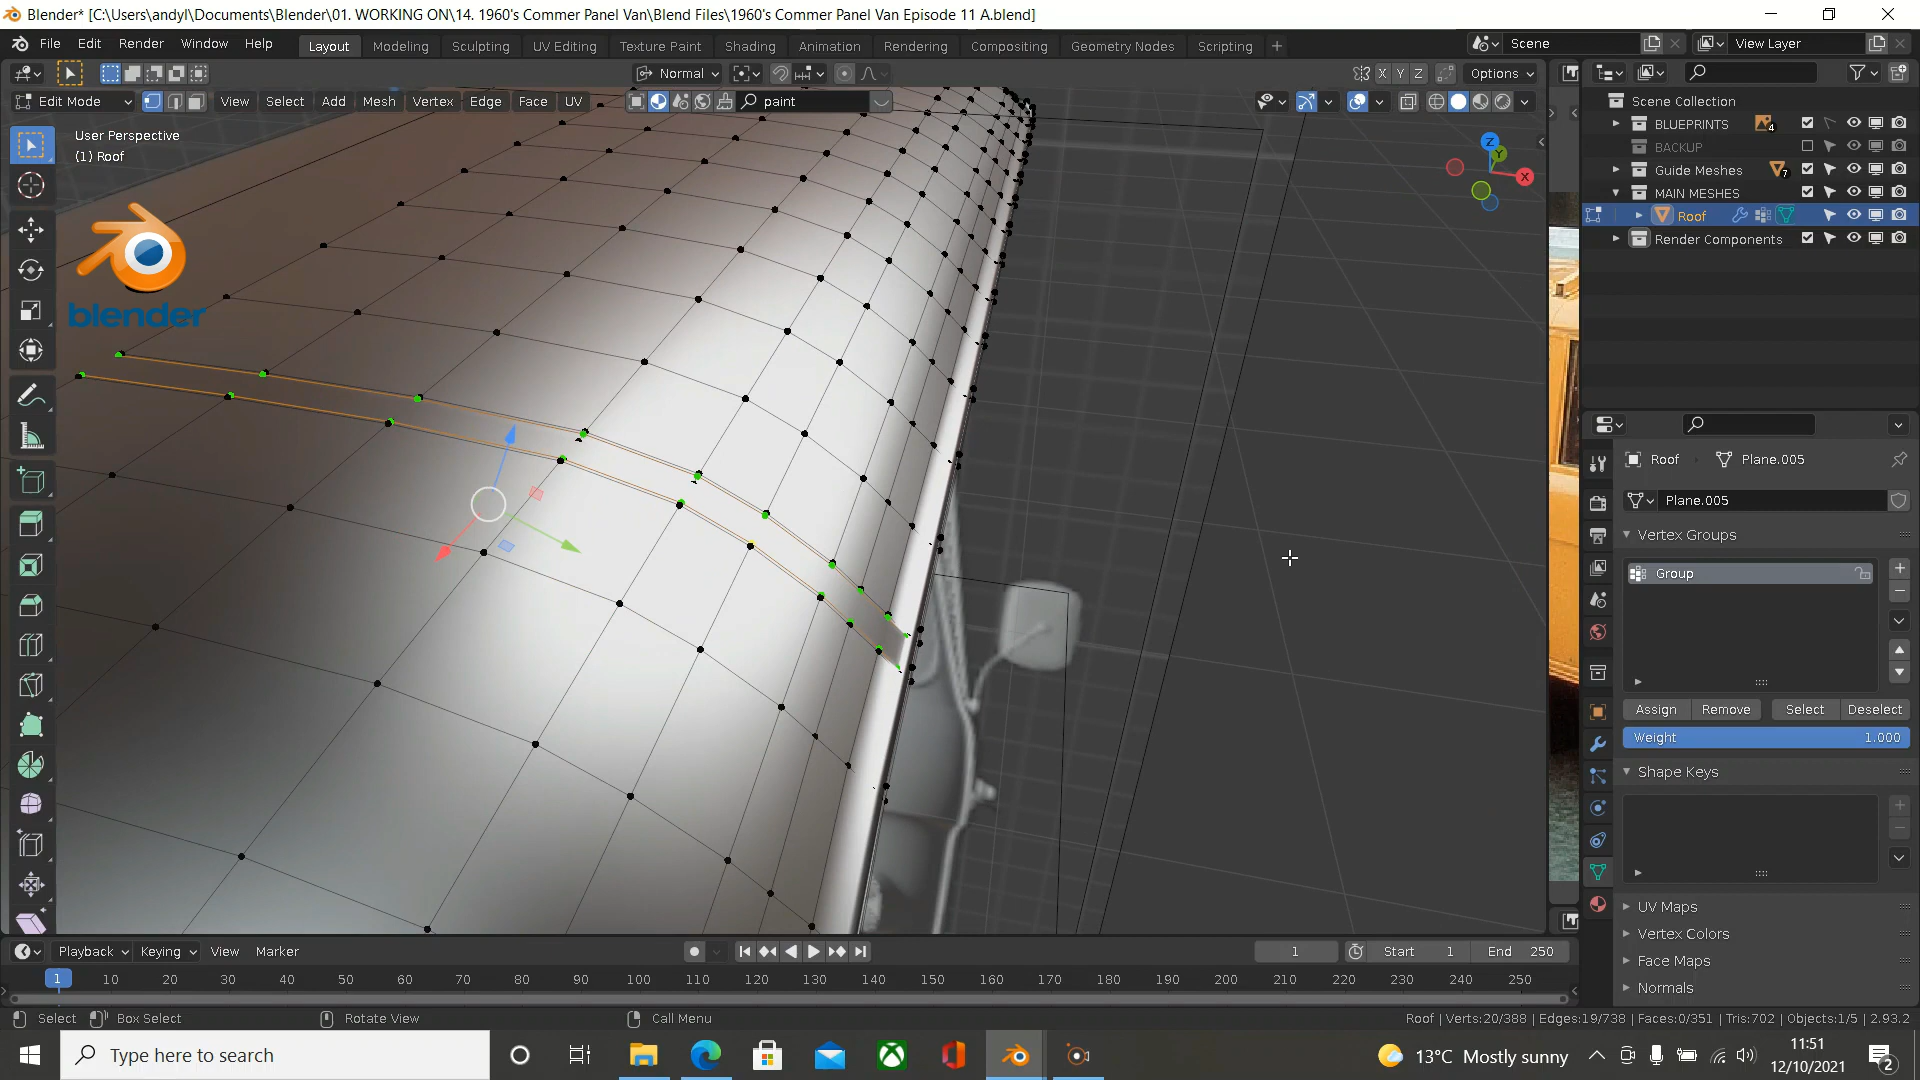 Blender* [C:\Users\andyl\Documents\Blender\01. WORKING ON\14. 1960's Commer Panel Van\Blend Files\1960's Commer Panel Van Episode 11 A.blend]
File Edit Render Window Help Layout Modeling Sculpting UV Editing Texture Paint Shading Animation Rendering Compositing Geometry Nodes Scripting + Scene View Layer
Normal X Y Z Options
Edit Mode View Select Add Mesh Vertex Edge Face UV paint
User Perspective
(1) Roof
blender
Z
Y
X
Scene Collection
BLUEPRINTS 4
BACKUP
Guide Meshes 7
MAIN MESHES
Roof
Render Components
Roof Plane.005
Plane.005
Vertex Groups
Group
Assign Remove Select Deselect
Weight 1.000
Shape Keys
UV Maps
Vertex Colors
Face Maps
Normals
Playback Keying View Marker 1 Start 1 End 250
1 10 20 30 40 50 60 70 80 90 100 110 120 130 140 150 160 170 180 190 200 210 220 230 240 250
Select Box Select Rotate View Call Menu Roof | Verts:20/388 | Edges:19/738 | Faces:0/351 | Tris:702 | Objects:1/5 | 2.93.2
Type here to search 13°C Mostly sunny 11:51
12/10/2021 2